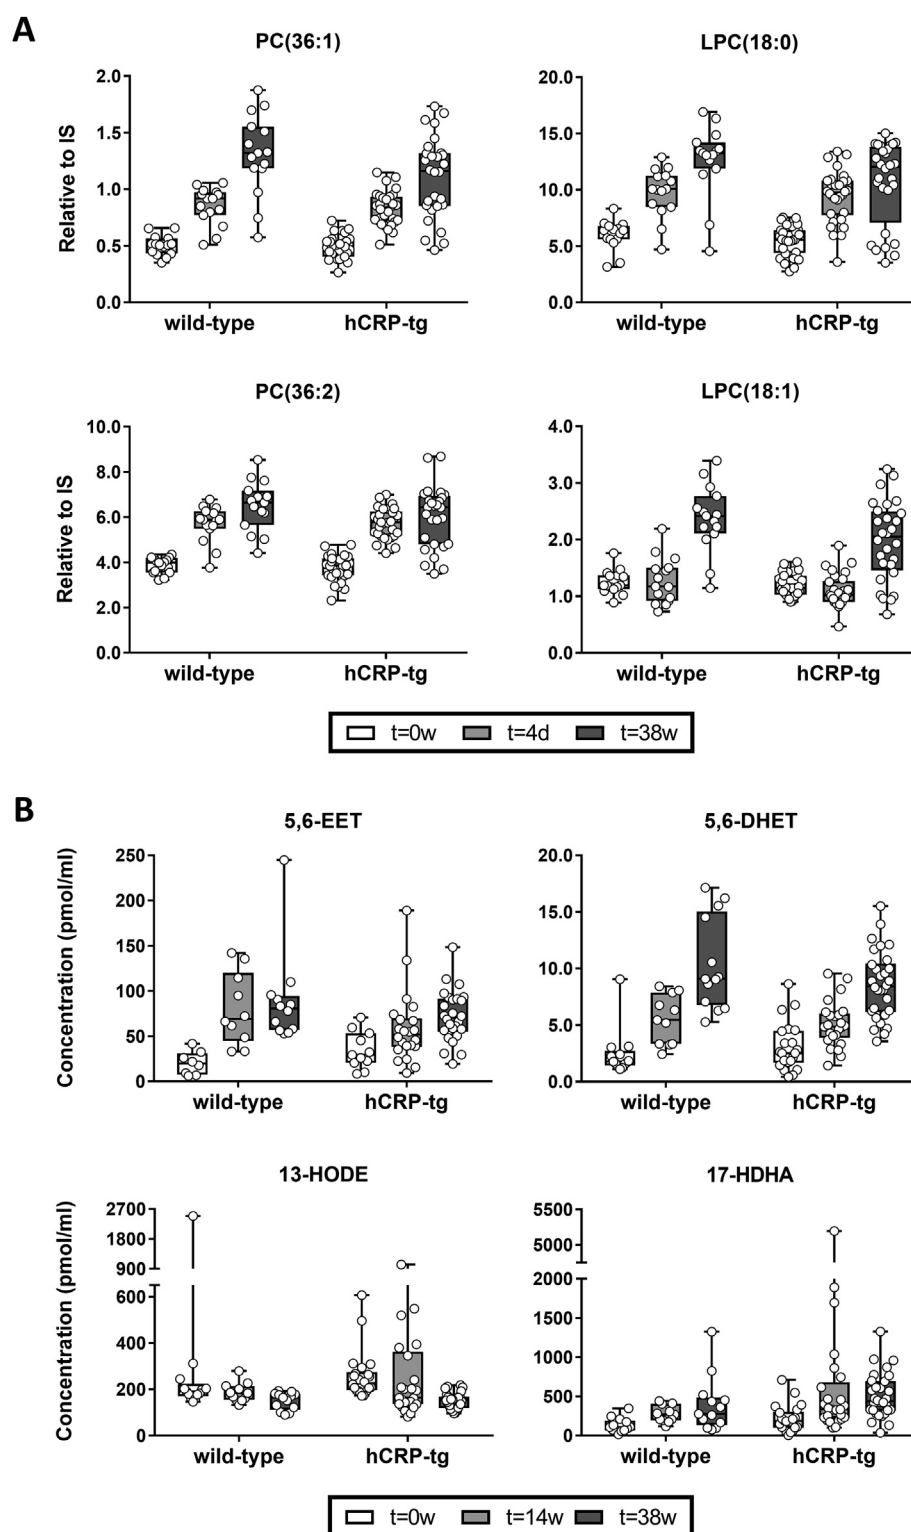 A
PC(36:1)
LPC(18:0)
Relative to IS
2.0
1.5
1.0
0.5
0.0
wild-type
hCRP-tg
20.0
15.0
10.0
5.0
0.0
wild-type
hCRP-tg
PC(36:2)
LPC(18:1)
Relative to IS
10.0
8.0
6.0
4.0
2.0
0.0
wild-type
hCRP-tg
4.0
3.0
2.0
1.0
0.0
wild-type
hCRP-tg
t=0w t=4d t=38w
B
5,6-EET
5,6-DHET
Concentration (pmol/ml)
250
200
150
100
50
0
wild-type
hCRP-tg
20.0
15.0
10.0
5.0
0.0
wild-type
hCRP-tg
13-HODE
17-HDHA
Concentration (pmol/ml)
2700
1800
900
600
400
200
0
wild-type
hCRP-tg
5500
5000
2000
1500
1000
500
0
wild-type
hCRP-tg
t=0w t=14w t=38w